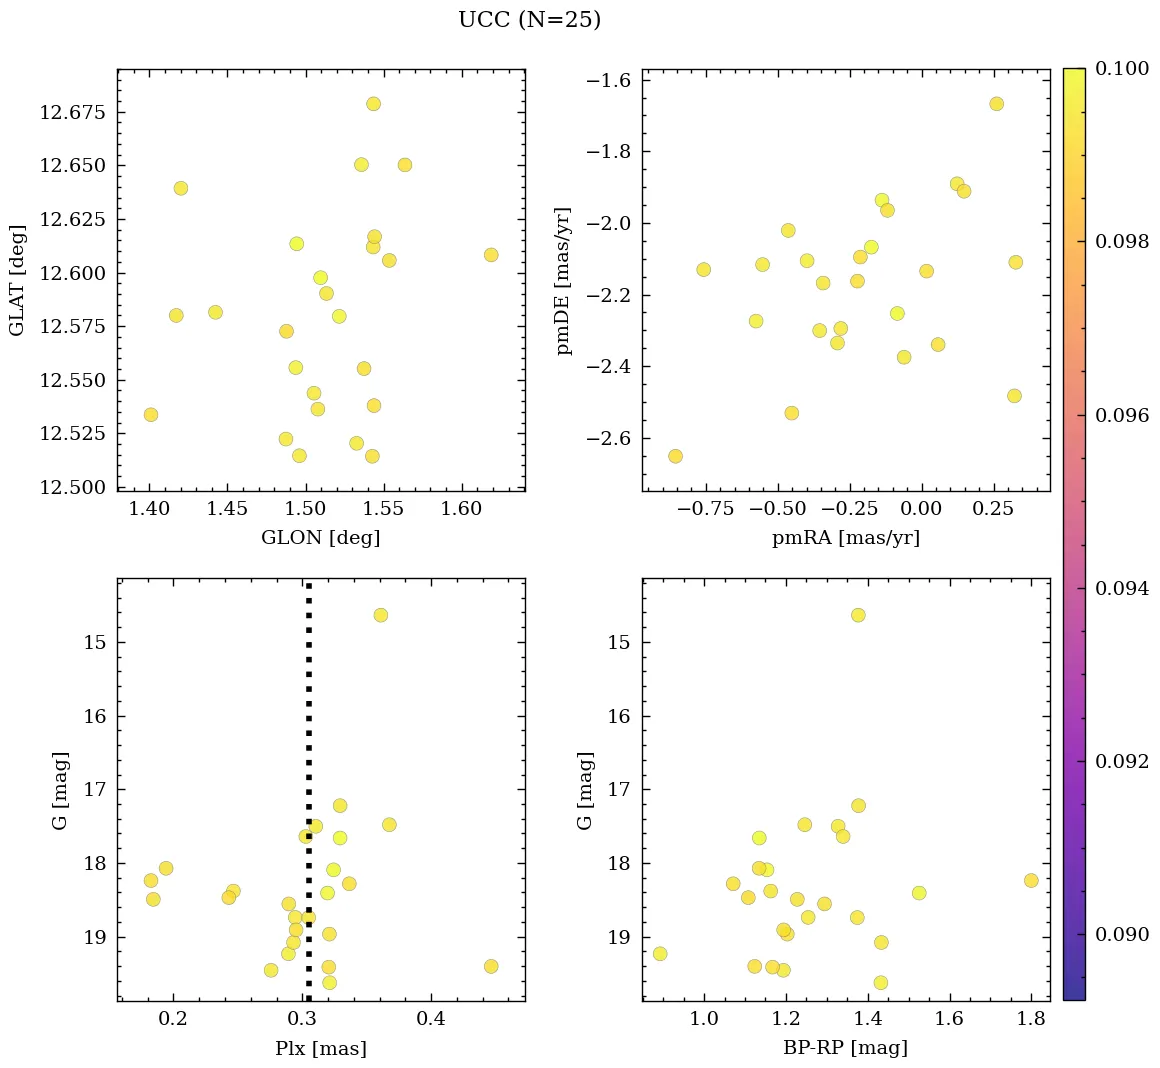 UCC (N=25)
12.675
12.650
12.625
12.600
12.575
12.550
12.525
12.500
GLAT [deg]
1.40 1.45 1.50 1.55 1.60
GLON [deg]
−1.6
−1.8
−2.0
−2.2
−2.4
−2.6
pmDE [mas/yr]
−0.75 −0.50 −0.25 0.00 0.25
pmRA [mas/yr]
15
16
17
18
19
G [mag]
0.2 0.3 0.4
Plx [mas]
15
16
17
18
19
G [mag]
1.0 1.2 1.4 1.6 1.8
BP-RP [mag]
0.100
0.098
0.096
0.094
0.092
0.090